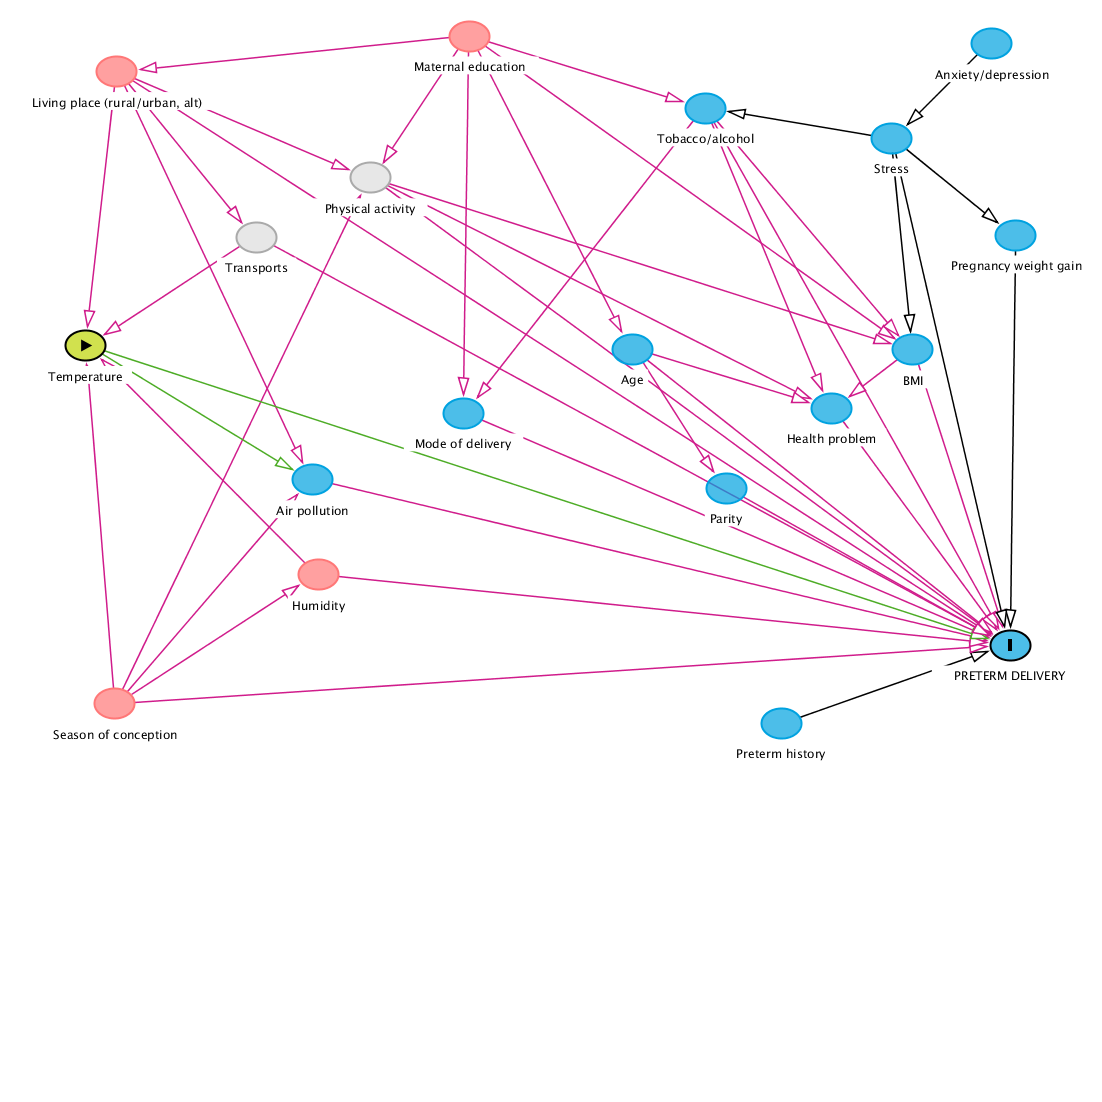 Maternal education
Anxiety/depression
Living place (rural/urban, alt)
Tobacco/alcohol
Stress
Physical activity
Transports
Pregnancy weight gain
Temperature
Age
BMI
Mode of delivery
Health problem
Air pollution
Parity
Humidity
PRETERM DELIVERY
Season of conception
Preterm history